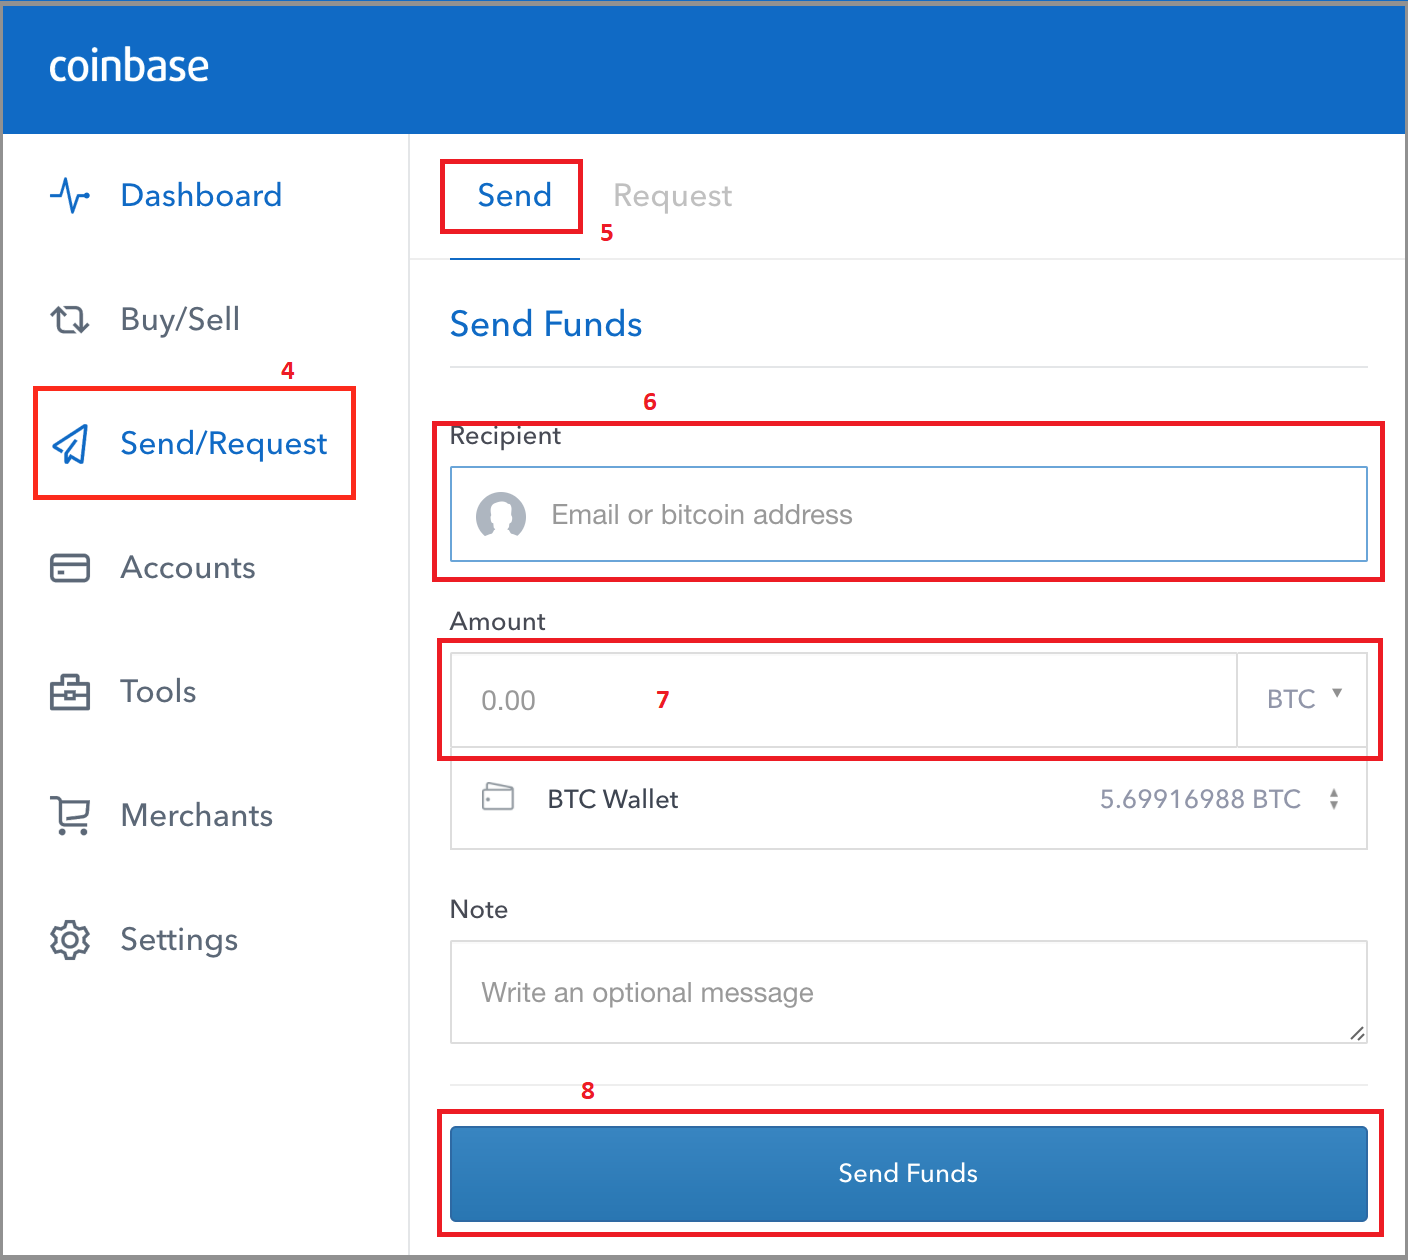 coinbase
Dashboard
Buy/Sell
4
Send/Request
Accounts
Tools
Merchants
Settings
Send
Request
5
Send Funds
6
Recipient
Email or bitcoin address
Amount
0.00
7
BTC
BTC Wallet
5.69916988 BTC
Note
Write an optional message
8
Send Funds